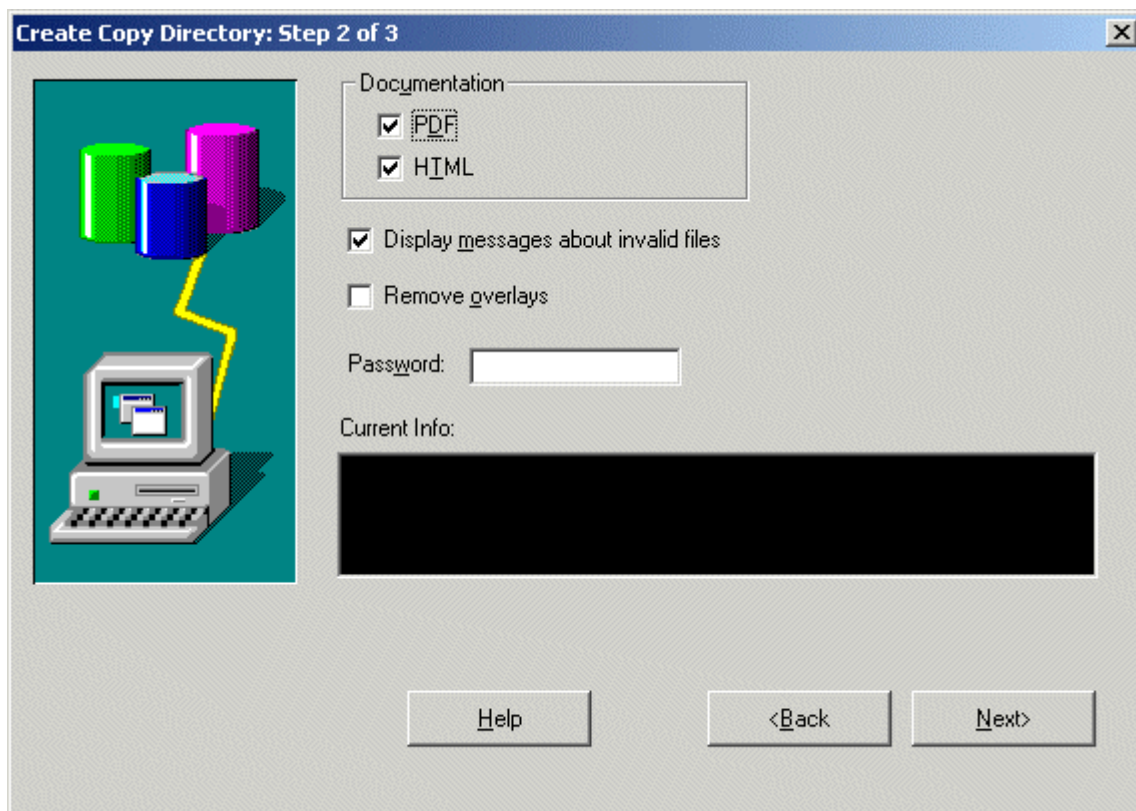 Create Copy Directory: Step 2 of 3
Documentation
PDF
HTML
Display messages about invalid files
Remove overlays
Password:
Current Info:
Help
<Back
Next>